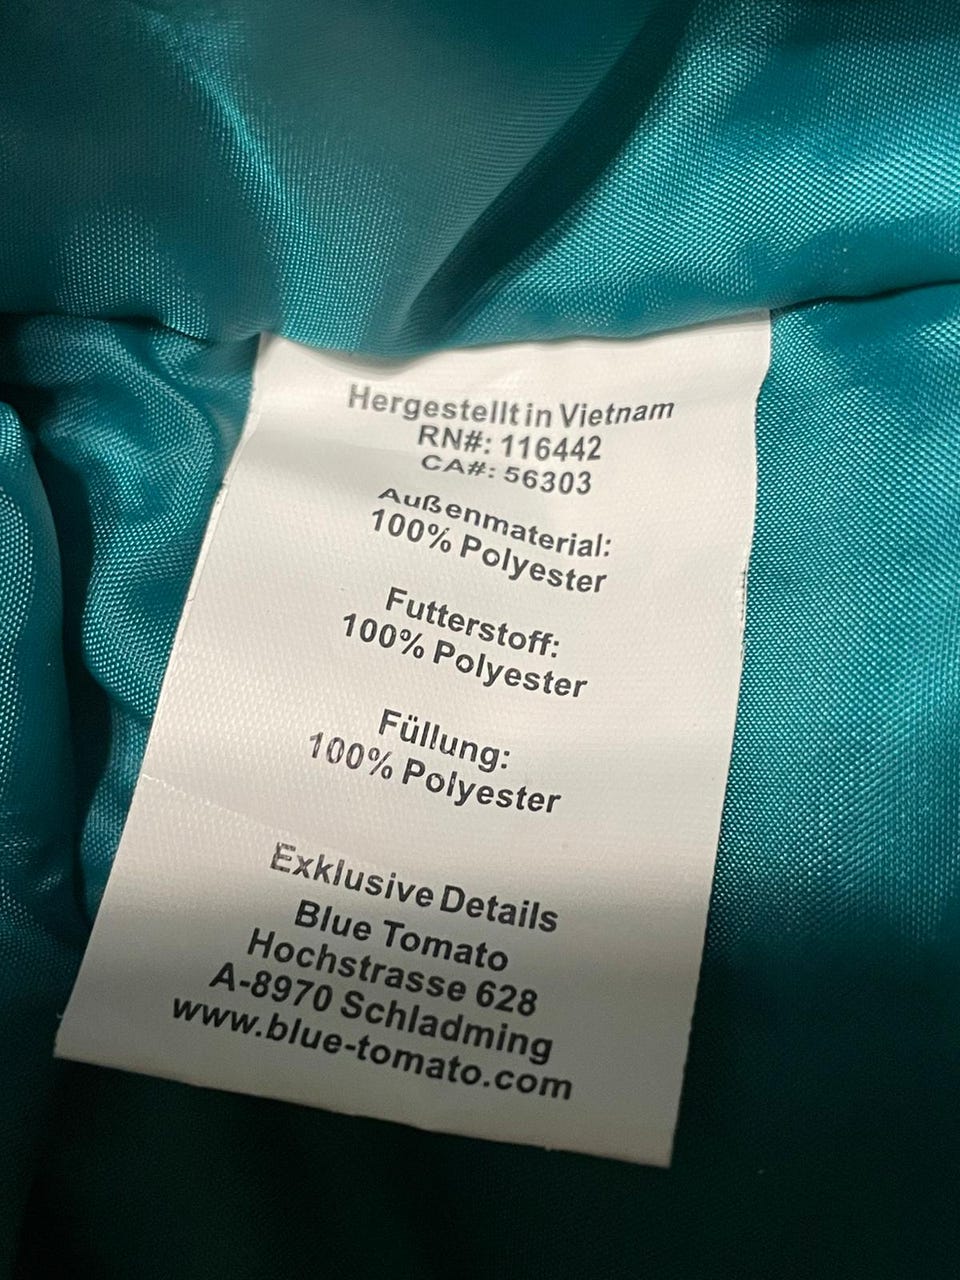 Hergestellt in Vietnam
RN#: 116442
CA#: 56303
Außenmaterial:
100% Polyester
Futterstoff:
100% Polyester
Füllung:
100% Polyester
Exklusive Details
Blue Tomato
Hochstrasse 628
A-8970 Schladming
www.blue-tomato.com